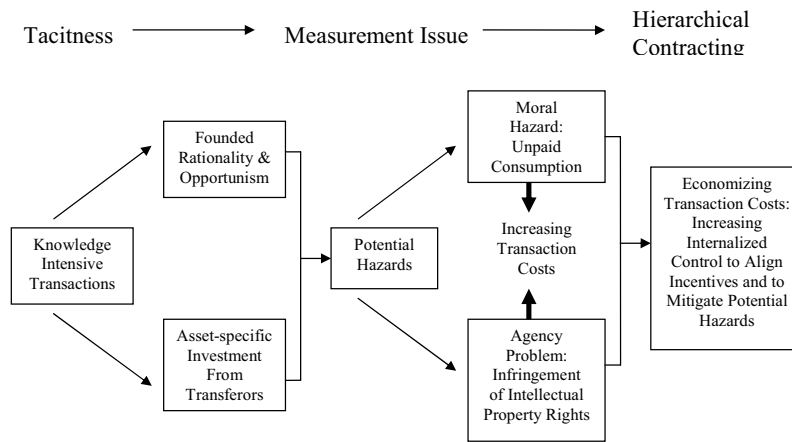 Tacitness
Measurement Issue
Hierarchical
Contracting
Founded
Rationality &
Opportunism
Moral
Hazard:
Unpaid
Consumption
Knowledge
Intensive
Transactions
Potential
Hazards
Increasing
Transaction
Costs
Economizing
Transaction Costs:
Increasing
Internalized
Control to Align
Incentives and to
Mitigate Potential
Hazards
Asset-specific
Investment
From
Transferors
Agency
Problem:
Infringement
of Intellectual
Property Rights